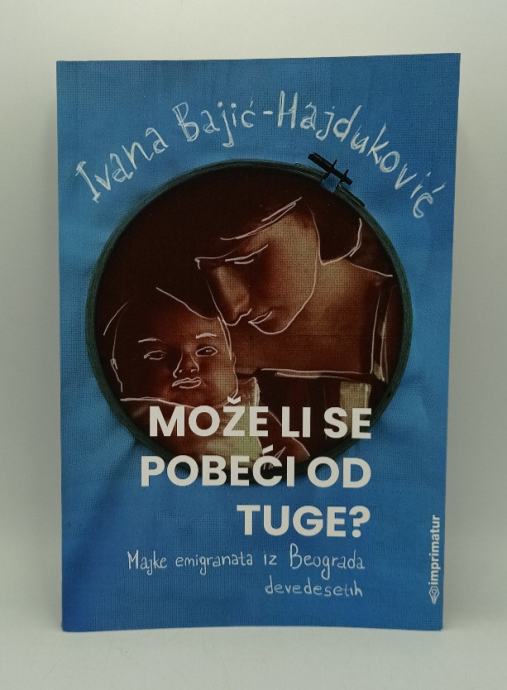 Ivana Bajić-Hajduković
MOŽE LI SE
POBEĆI OD
TUGE?
Majke emigranata iz Beograda
devedesetih
imprimatur